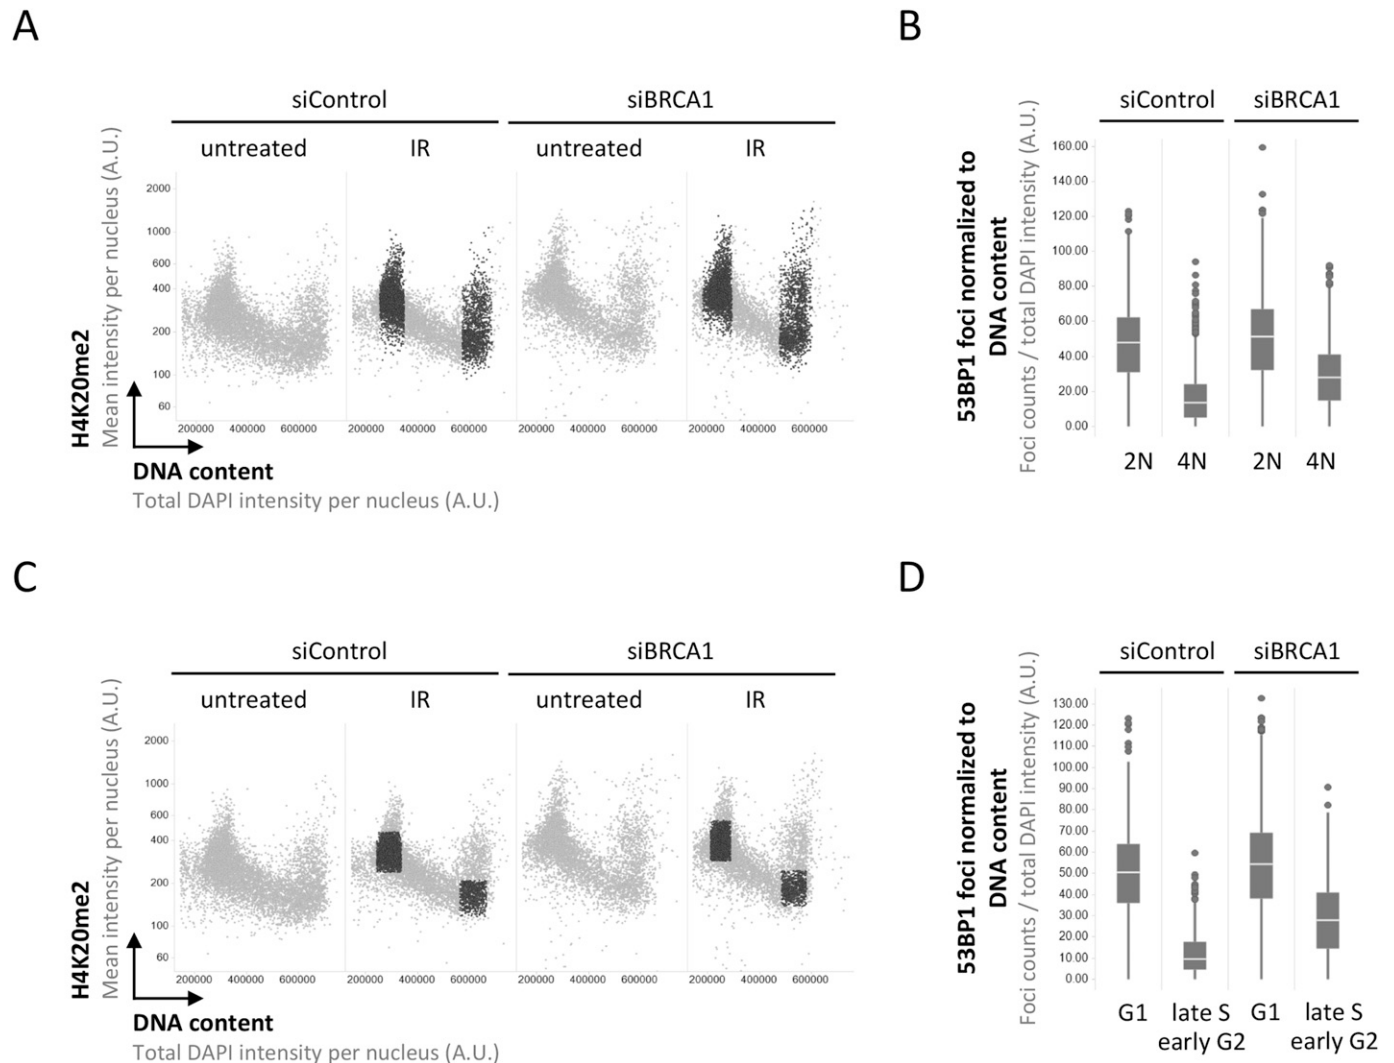 A
siControl
siBRCA1
untreated
IR
untreated
IR
H4K20me2
Mean intensity per nucleus (A.U.)
2000
1000
600
400
200
100
60
200000 400000 600000
200000 400000 600000
200000 400000 600000
200000 400000 600000
DNA content
Total DAPI intensity per nucleus (A.U.)
B
siControl
siBRCA1
53BP1 foci normalized to
DNA content
Foci counts / total DAPI intensity (A.U.)
160.00
140.00
120.00
100.00
80.00
60.00
40.00
20.00
0.00
2N 4N 2N 4N
C
siControl
siBRCA1
untreated
IR
untreated
IR
H4K20me2
Mean intensity per nucleus (A.U.)
2000
1000
600
400
200
100
60
200000 400000 600000
200000 400000 600000
200000 400000 600000
200000 400000 600000
DNA content
Total DAPI intensity per nucleus (A.U.)
D
siControl
siBRCA1
53BP1 foci normalized to
DNA content
Foci counts / total DAPI intensity (A.U.)
130.00
120.00
110.00
100.00
90.00
80.00
70.00
60.00
50.00
40.00
30.00
20.00
10.00
0.00
G1 late S G1 late S
early G2 early G2